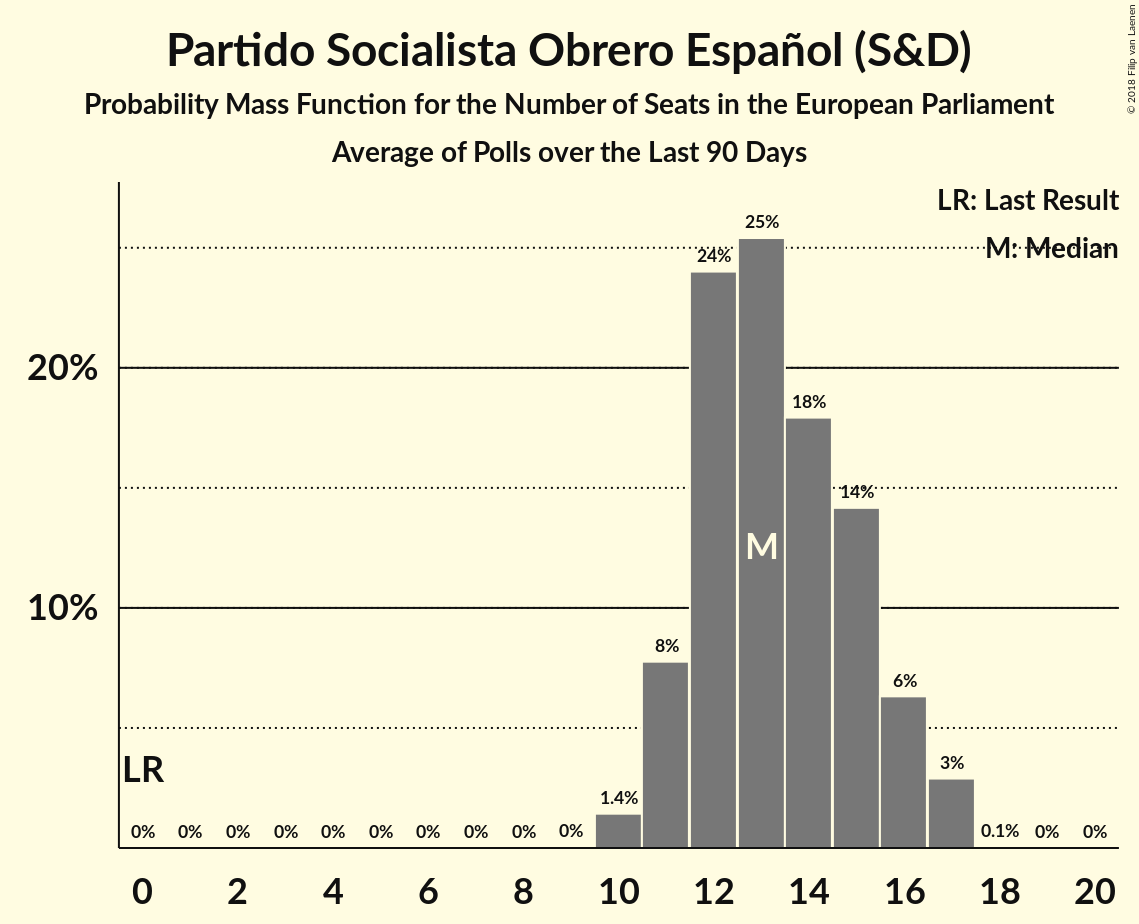 Partido Socialista Obrero Español (S&D)
Probability Mass Function for the Number of Seats in the European Parliament
Average of Polls over the Last 90 Days
© 2018 Filip van Laenen
LR: Last Result
M: Median
25%
24%
20%
18%
14%
M
10%
8%
6%
LR
3%
1.4%
0% 0% 0% 0% 0% 0% 0% 0% 0% 0% 0.1% 0% 0%
0 2 4 6 8 10 12 14 16 18 20